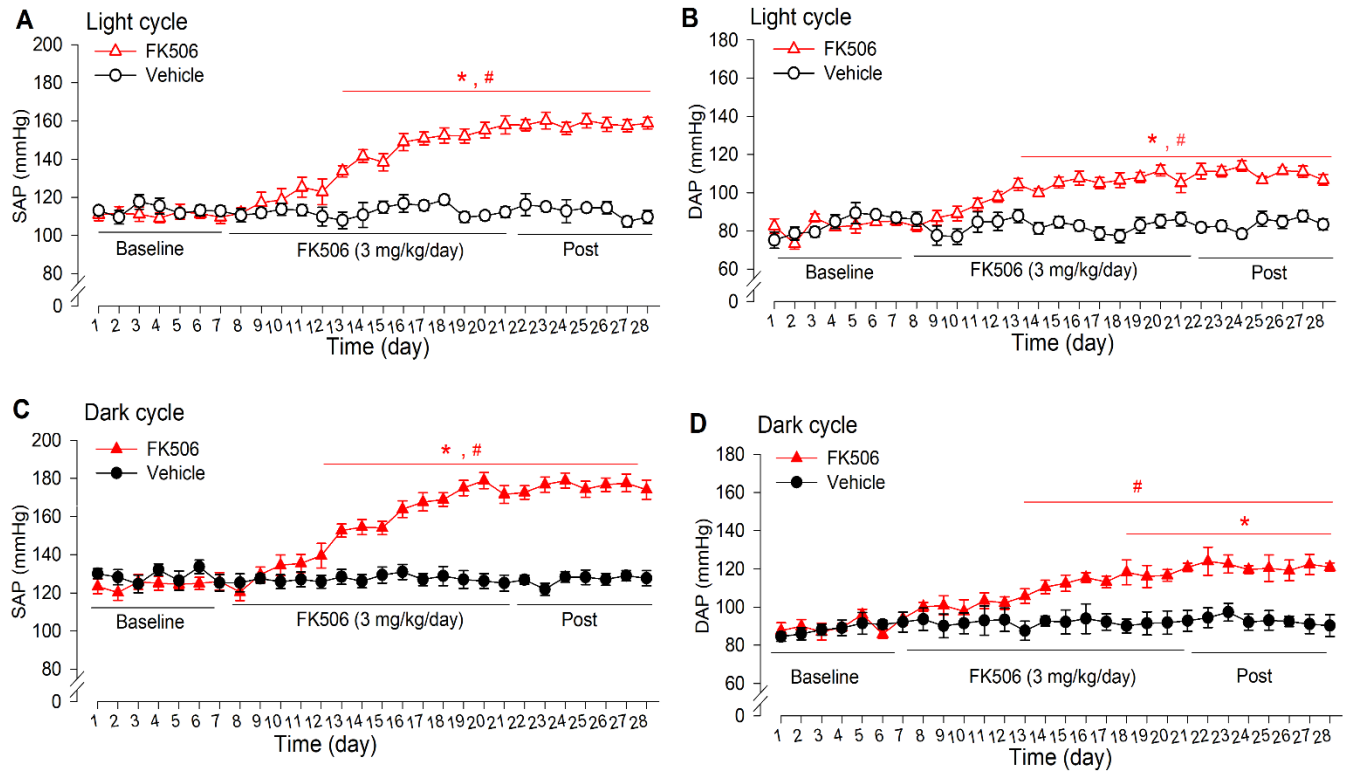 A Light cycle
FK506
Vehicle
* , #
SAP (mmHg)
200
180
160
140
120
100
80
0
Baseline
FK506 (3 mg/kg/day)
Post
1 2 3 4 5 6 7 8 9 10 11 12 13 14 15 16 17 18 19 20 21 22 23 24 25 26 27 28
Time (day)
B Light cycle
FK506
Vehicle
* , #
DAP (mmHg)
180
160
140
120
100
80
60
0
Baseline
FK506 (3 mg/kg/day)
Post
1 2 3 4 5 6 7 8 9 10 11 12 13 14 15 16 17 18 19 20 21 22 23 24 25 26 27 28
Time (day)
C Dark cycle
FK506
Vehicle
* , #
SAP (mmHg)
200
180
160
140
120
100
80
0
Baseline
FK506 (3 mg/kg/day)
Post
1 2 3 4 5 6 7 8 9 10 11 12 13 14 15 16 17 18 19 20 21 22 23 24 25 26 27 28
Time (day)
D Dark cycle
FK506
Vehicle
#
*
DAP (mmHg)
180
160
140
120
100
80
60
0
Baseline
FK506 (3 mg/kg/day)
Post
1 2 3 4 5 6 7 8 9 10 11 12 13 14 15 16 17 18 19 20 21 22 23 24 25 26 27 28
Time (day)